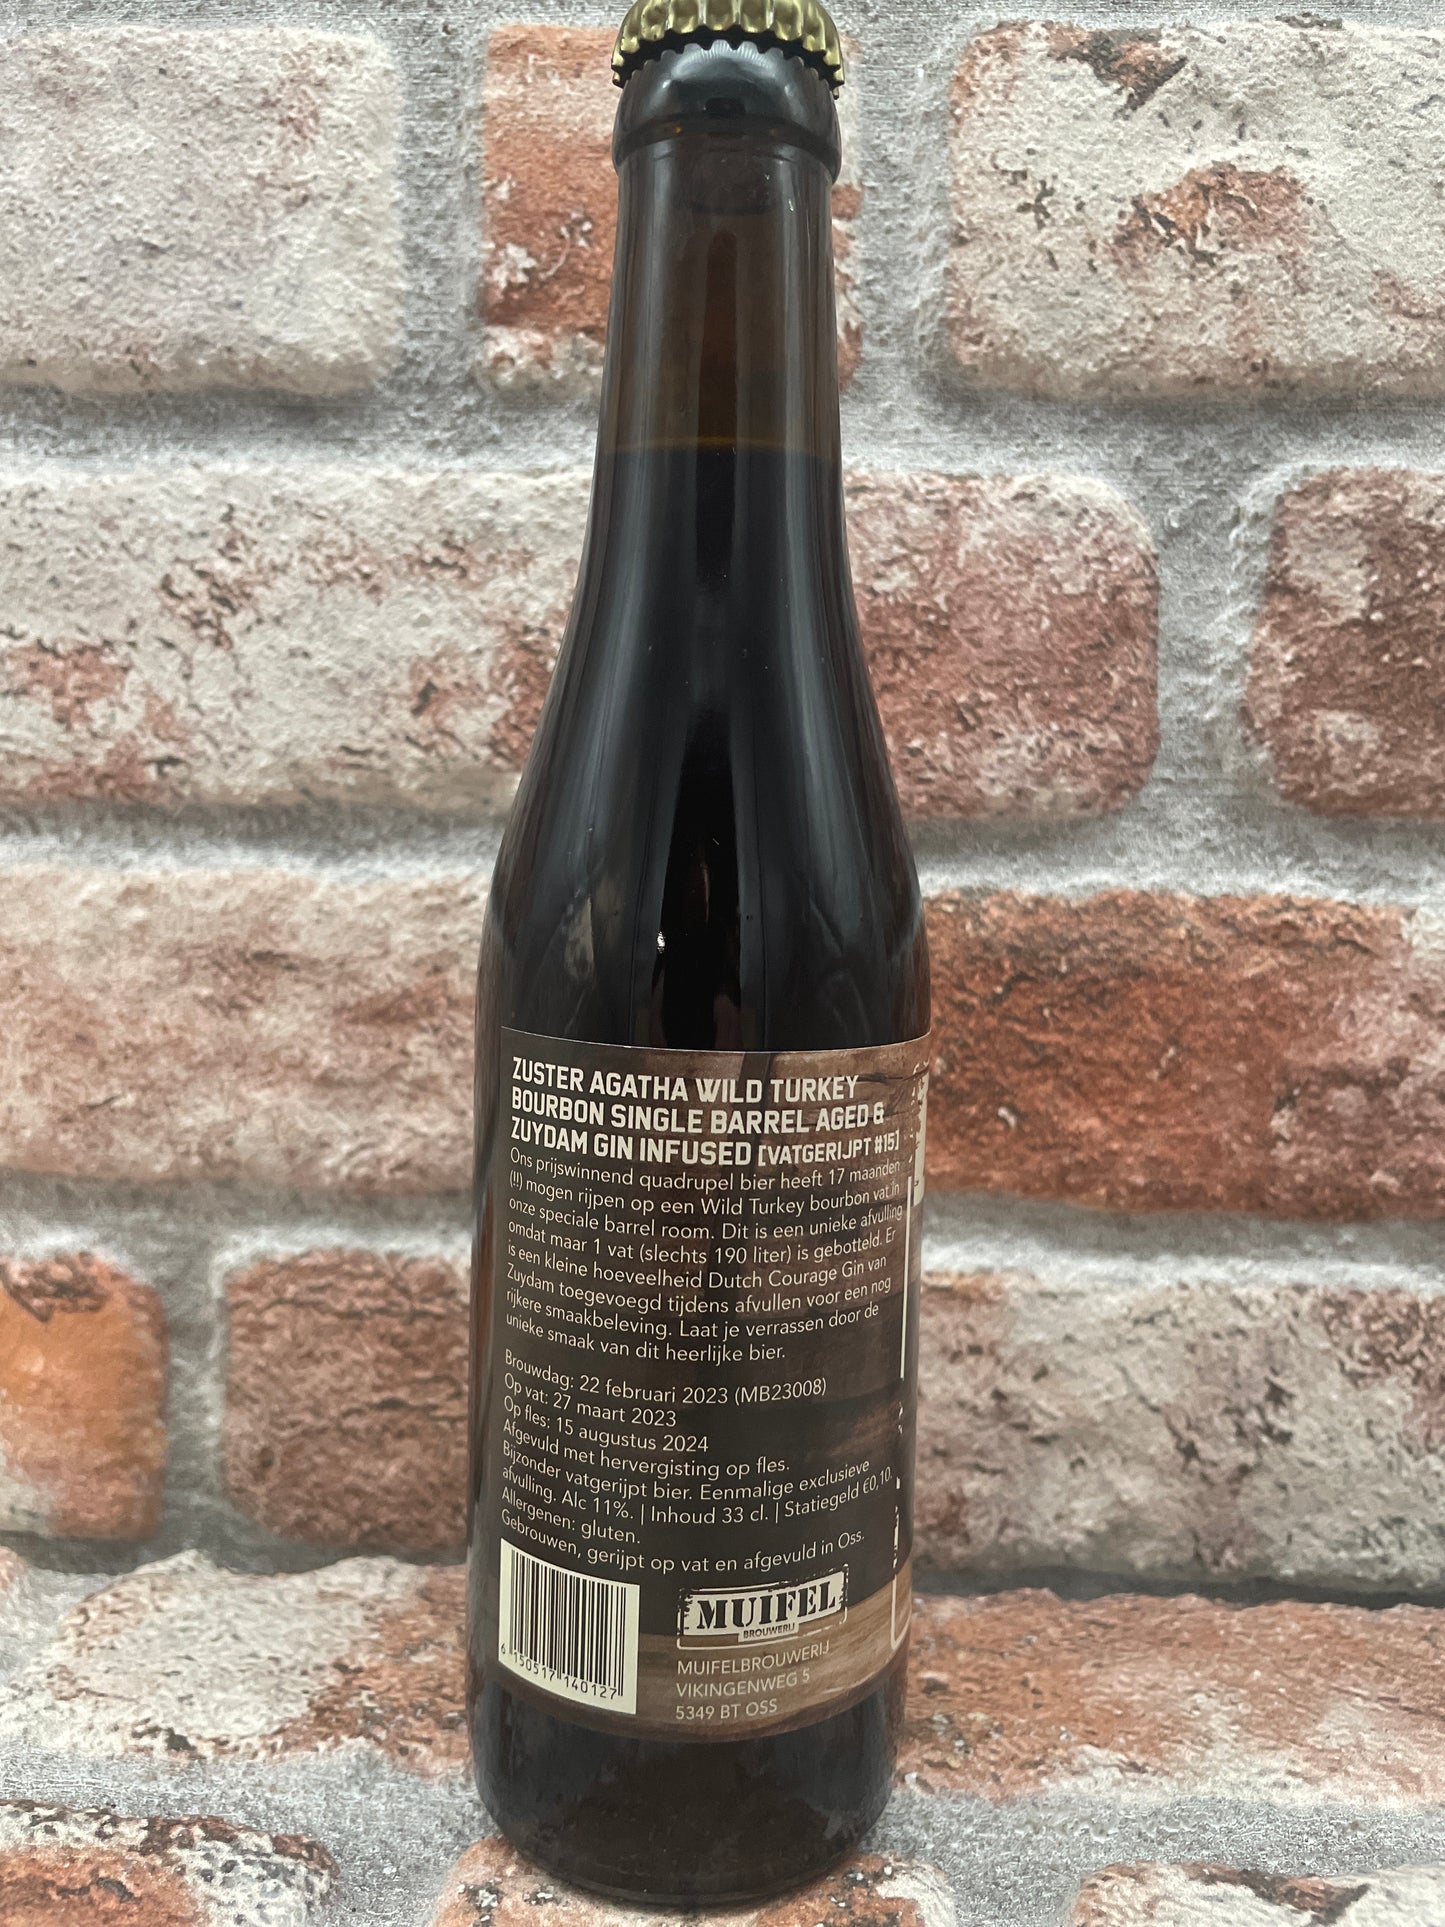 ZUSTER AGATHA WILD TURKEY
BOURBON SINGLE BARREL AGED &
ZUYDAM GIN INFUSED [VATGERIJPT #15]
Ons prijswinnend quadrupel bier heeft 17 maanden
(!!) mogen rijpen op een Wild Turkey bourbon vat in
onze speciale barrel room. Dit is een unieke afvulling
omdat maar 1 vat (slechts 190 liter) is gebotteld. Er
is een kleine hoeveelheid Dutch Courage Gin van
Zuydam toegevoegd tijdens afvullen voor een nog
rijkere smaakbeleving. Laat je verrassen door de
unieke smaak van dit heerlijke bier.
Brouwdag: 22 februari 2023 (MB23008)
Op vat: 27 maart 2023
Op fles: 15 augustus 2024
Afgevuld met hervergisting op fles.
Bijzonder vatgerijpt bier. Eenmalige exclusieve
afvulling. Alc 11%. | Inhoud 33 cl. | Statiegeld €0,10.
Allergenen: gluten.
Gebrouwen, gerijpt op vat en afgevuld in Oss.
6 150517 140127
MUIFEL
BROUWERIJ
MUIFELBROUWERIJ
VIKINGENWEG 5
5349 BT OSS